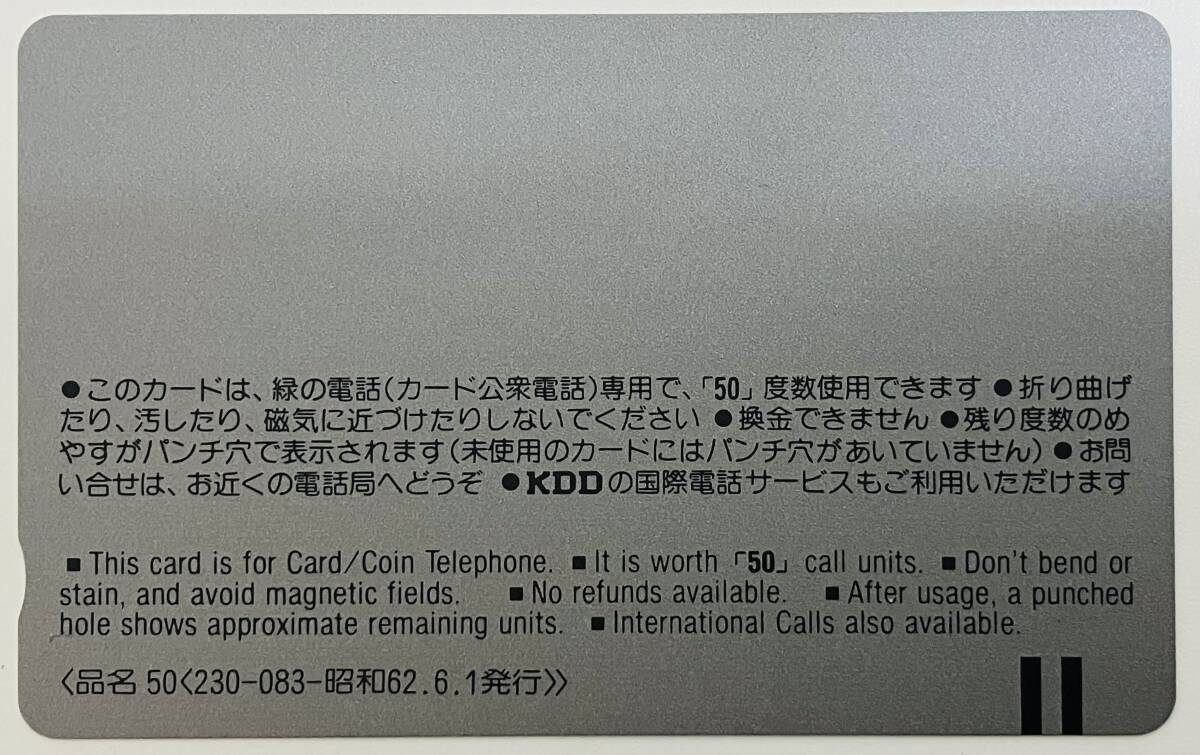 ●このカードは、緑の電話(カード公衆電話)専用で、「50」度数使用できます ●折り曲げ
たり、汚したり、磁気に近づけたりしないでください ●換金できません ●残り度数のめ
やすがパンチ穴で表示されます(未使用のカードにはパンチ穴があいていません) ●お問
い合せは、お近くの電話局へどうぞ ●KDDの国際電話サービスもご利用いただけます
■This card is for Card/Coin Telephone. ■It is worth「50」call units. ■Don't bend or
stain, and avoid magnetic fields. ■No refunds available. ■After usage, a punched
hole shows approximate remaining units. ■International Calls also available.
〈品名 50〈230-083-昭和62.6.1発行〉〉